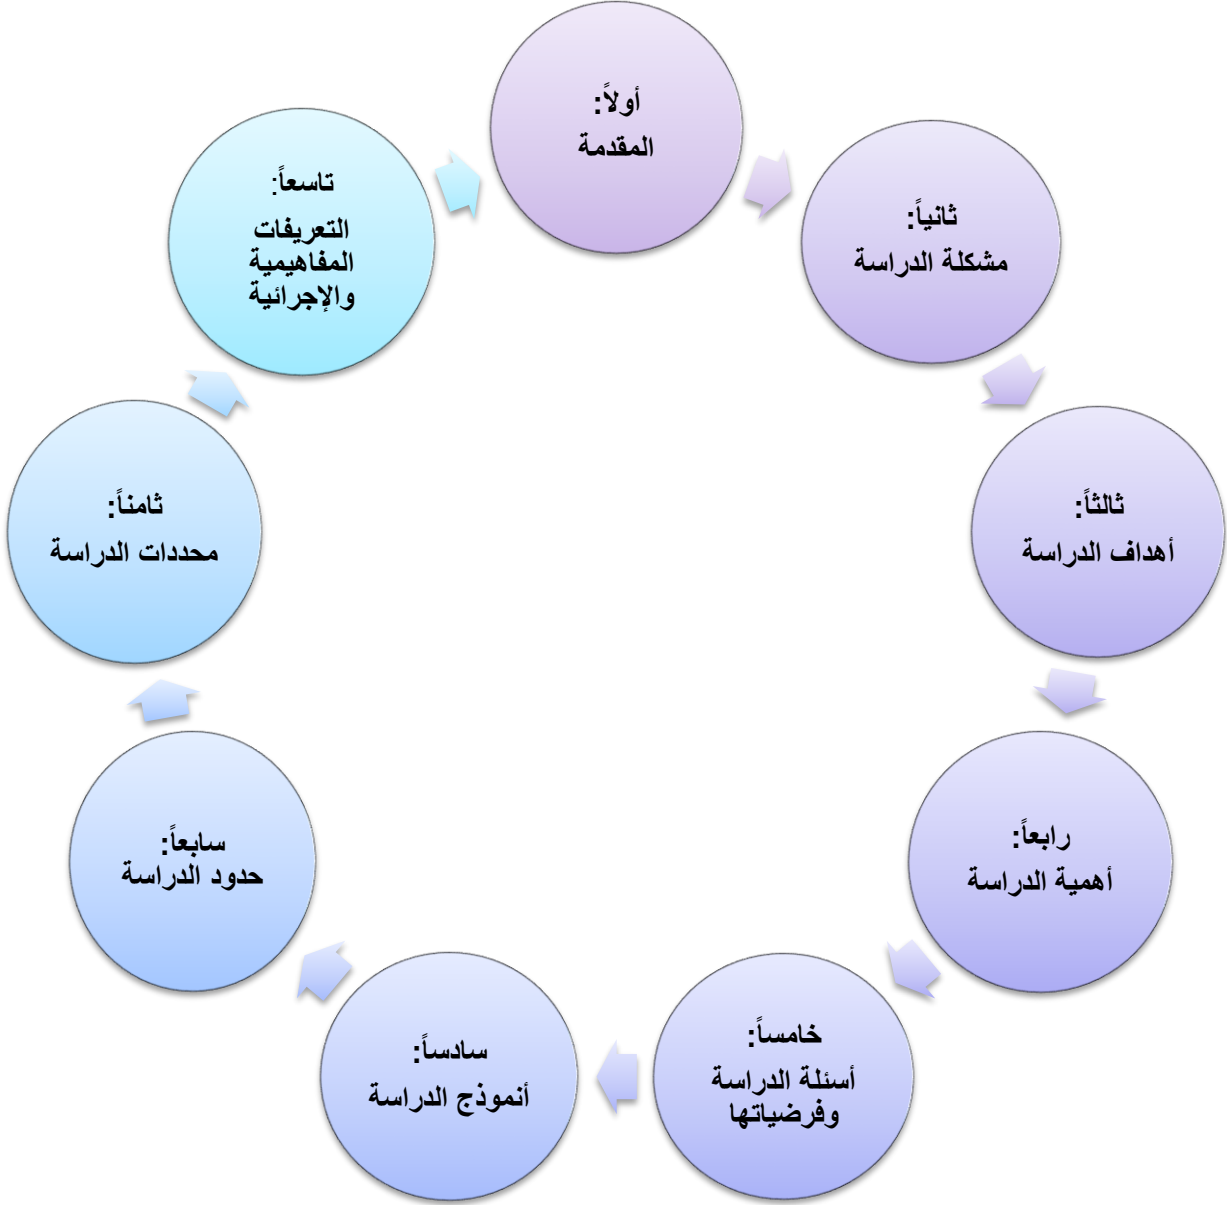 أولاً:
المقدمة
ثانياً:
مشكلة الدراسة
ثالثاً:
أهداف الدراسة
رابعاً:
أهمية الدراسة
خامساً:
أسئلة الدراسة
وفرضياتها
سادساً:
أنموذج الدراسة
سابعاً:
حدود الدراسة
ثامناً:
محددات الدراسة
تاسعاً:
التعريفات
المفاهيمية
والإجرائية